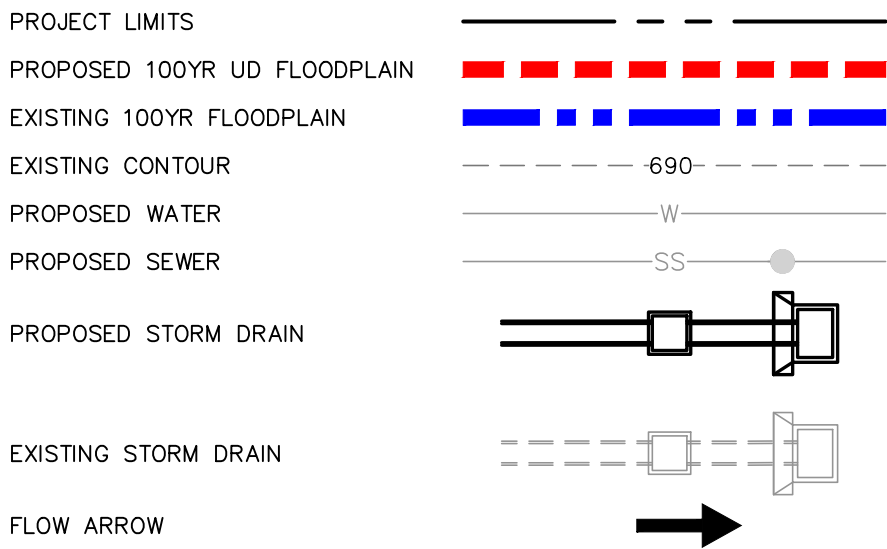 PROJECT LIMITS
PROPOSED 100YR UD FLOODPLAIN
EXISTING 100YR FLOODPLAIN
EXISTING CONTOUR 690
PROPOSED WATER W
PROPOSED SEWER SS
PROPOSED STORM DRAIN
EXISTING STORM DRAIN
FLOW ARROW